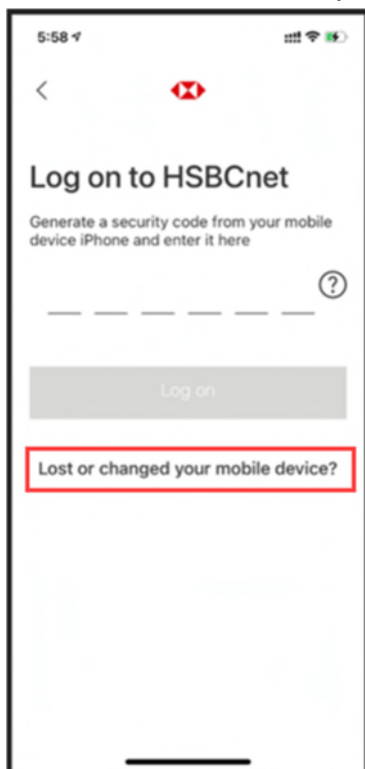 5:58
Log on to HSBCnet
Generate a security code from your mobile
device iPhone and enter it here
?
Log on
Lost or changed your mobile device?